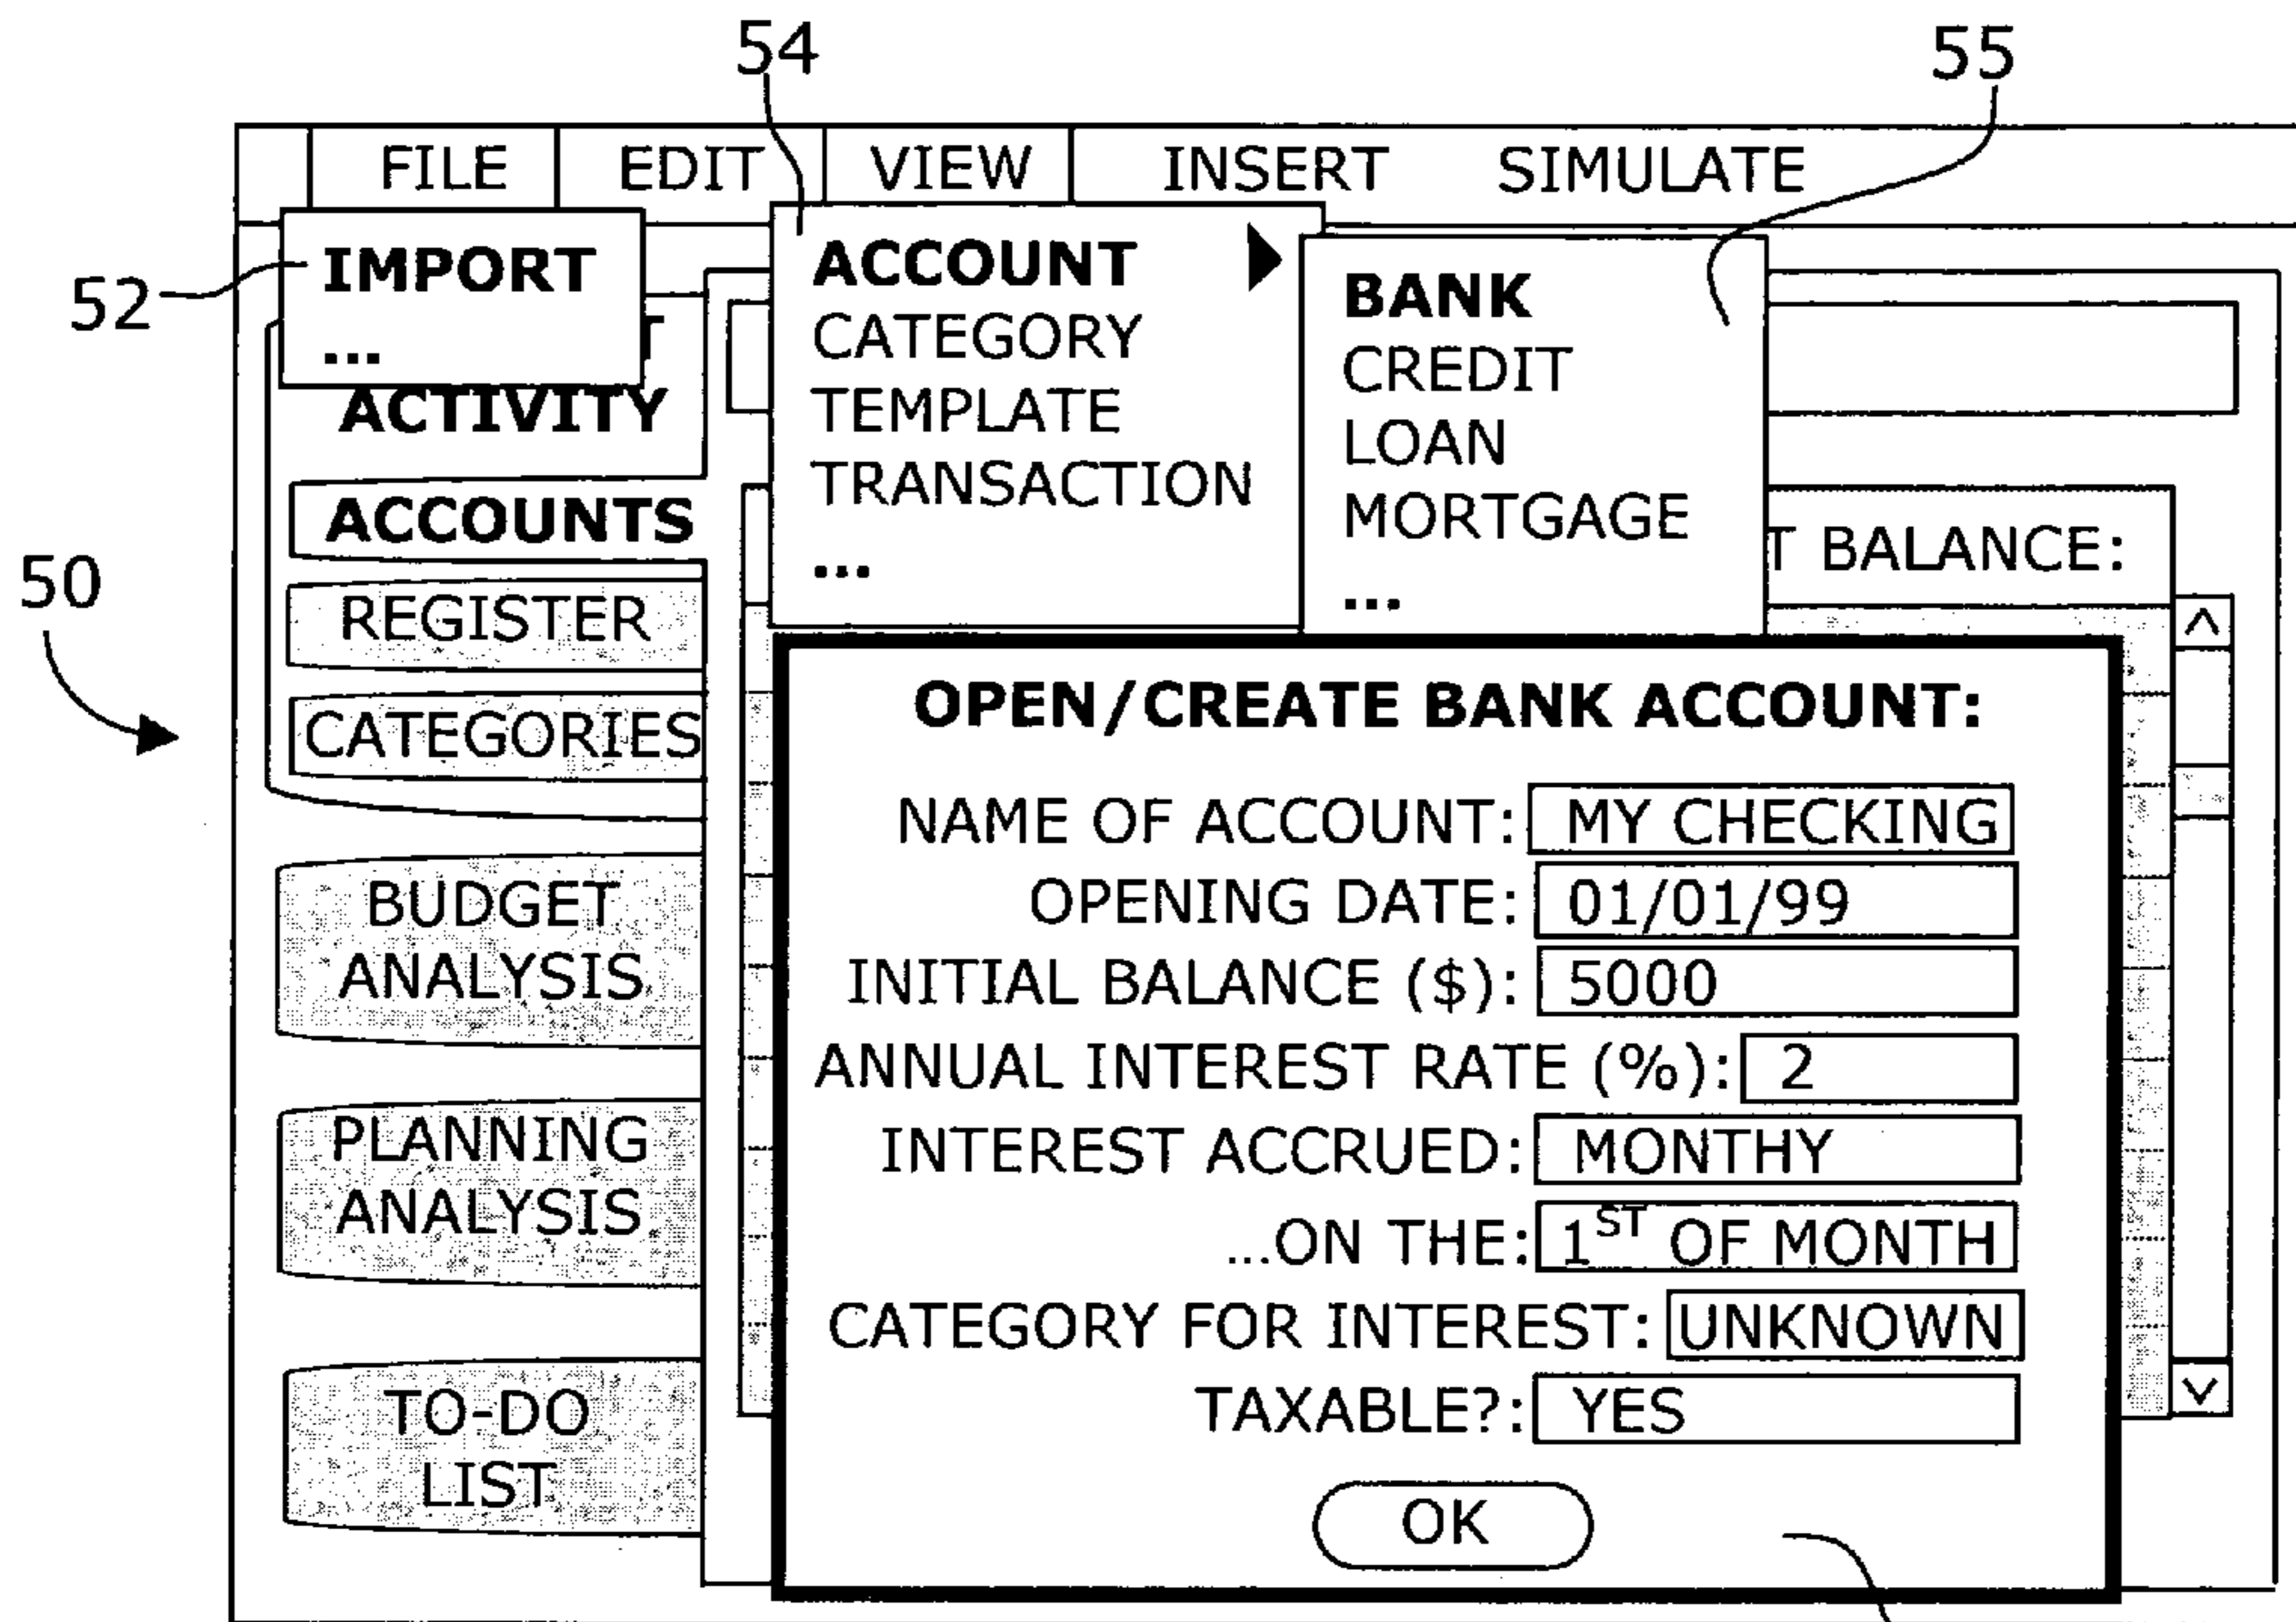 54
55
FILE EDIT VIEW INSERT SIMULATE
52
IMPORT
...
ACTIVITY
ACCOUNTS
REGISTER
CATEGORIES
50
BUDGET
ANALYSIS
PLANNING
ANALYSIS
TO-DO
LIST
ACCOUNT
CATEGORY
TEMPLATE
TRANSACTION
...
BANK
CREDIT
LOAN
MORTGAGE
...
T BALANCE:
OPEN/CREATE BANK ACCOUNT:
NAME OF ACCOUNT: MY CHECKING
OPENING DATE: 01/01/99
INITIAL BALANCE ($): 5000
ANNUAL INTEREST RATE (%): 2
INTEREST ACCRUED: MONTHY
...ON THE: 1ST OF MONTH
CATEGORY FOR INTEREST: UNKNOWN
TAXABLE?: YES
OK